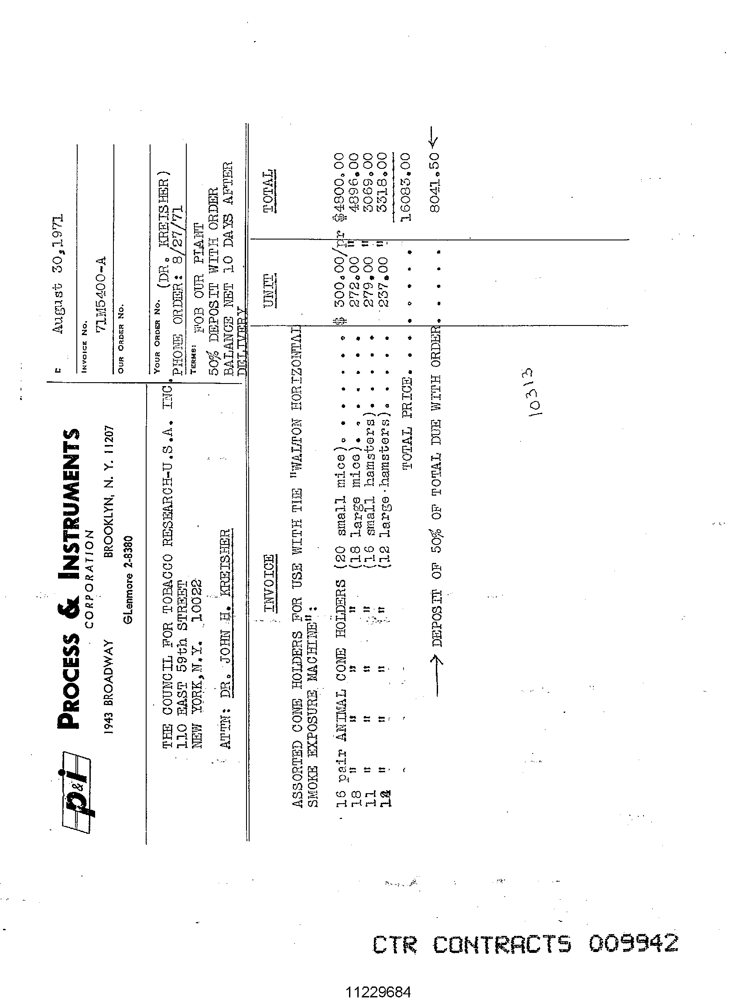 p&i PROCESS & INSTRUMENTS
CORPORATION
1943 BROADWAY BROOKLYN, N. Y. 11207
GLenmore 2-8380
August 30,1971
INVOICE No.
71M5400-A
OUR ORDER No.
THE COUNCIL FOR TOBACCO RESEARCH-U.S.A. INC.
110 EAST 59th STREET
NEW YORK,N.Y. 10022
ATTN: DR. JOHN H. KREISHER
YOUR ORDER No. (DR. KREISHER)
PHONE ORDER: 8/27/71
TERMS: FOB OUR PLANT
50% DEPOSIT WITH ORDER
BALANCE NET 10 DAYS AFTER
DELIVERY
INVOICE UNIT TOTAL
ASSORTED CONE HOLDERS FOR USE WITH THE "WALTON HORIZONTAL
SMOKE EXPOSURE MACHINE":
16 pair ANIMAL CONE HOLDERS (20 small mice). . . . . . . $ 300.00/pr $4800.00
18 " " " " (18 large mice). . . . . . 272.00 " 4896.00
11 " " " " (16 small hamsters). . . . . 279.00 " 3069.00
14 " " " " (12 large hamsters). . . . . 237.00 " 3318.00
TOTAL PRICE. . . . . . . . 16083.00
→ DEPOSIT OF 50% OF TOTAL DUE WITH ORDER. . . . . 8041.50 ←
10313
CTR CONTRACTS 009942
11229684